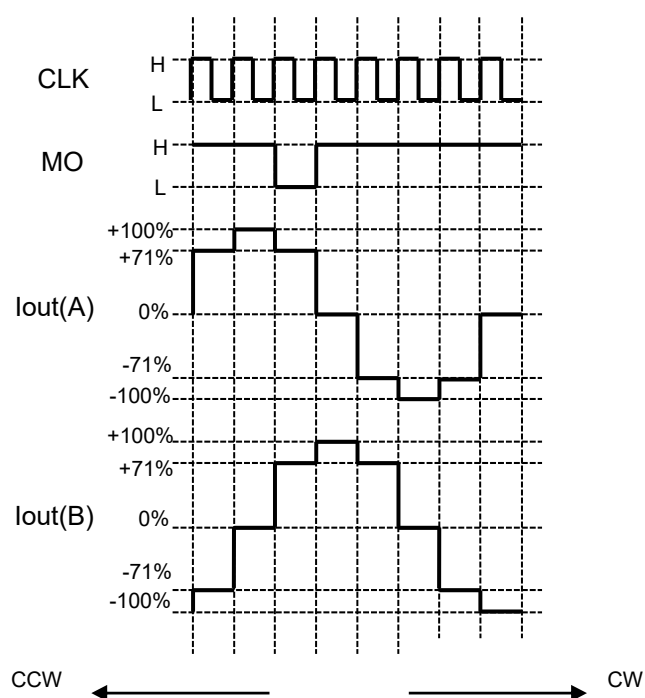 CLK
H
L
MO
H
L
Iout(A)
+100%
+71%
0%
-71%
-100%
Iout(B)
+100%
+71%
0%
-71%
-100%
CCW
CW